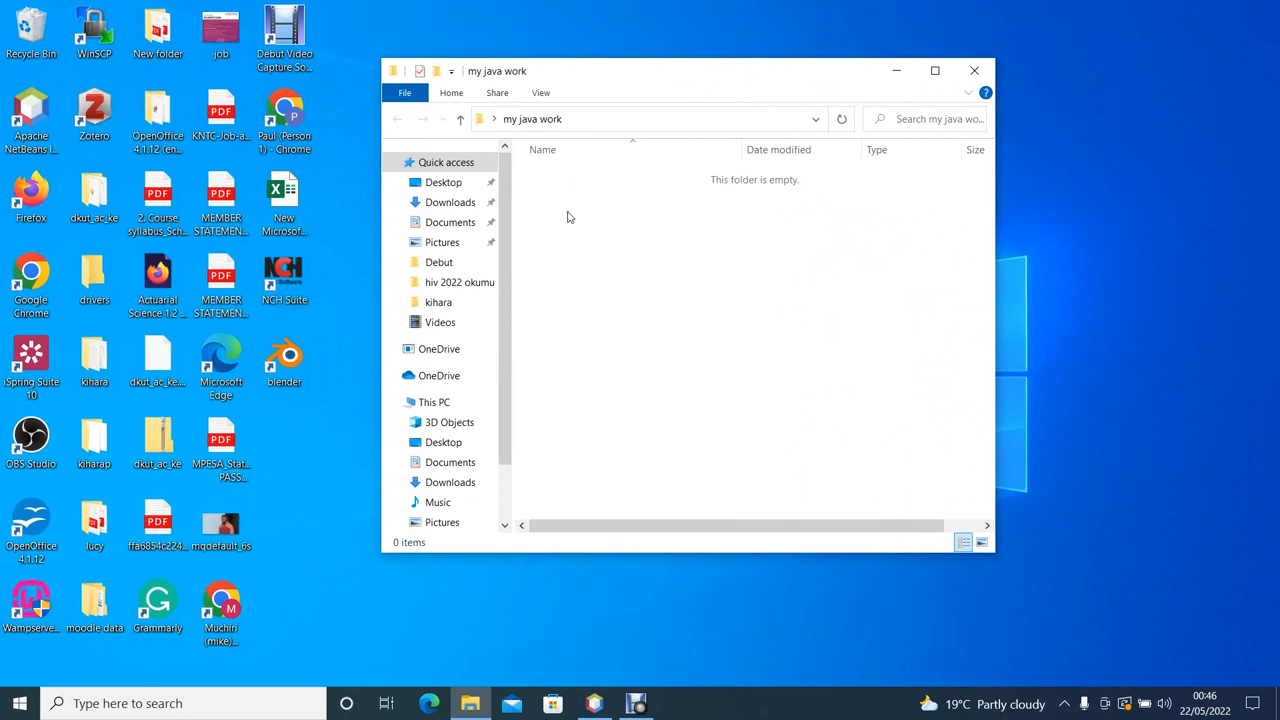 Recycle Bin
WinSCP
New folder
job
Debut Video
Capture So...
Apache
NetBeans I...
Zotero
OpenOffice
4.1.12 (en...
KNTC-Job-a...
Paul (Person
1) - Chrome
Firefox
dkut_ac_ke
2. Course
syllabus_Sch...
MEMBER
STATEMEN...
New
Microsof...
Google
Chrome
drivers
Actuarial
Science 1.2 ...
MEMBER
STATEMEN...
NCH Suite
iSpring Suite
10
kihara
dkut_ac_ke....
Microsoft
Edge
blender
OBS Studio
kiharap
dkut_ac_ke
MPESA_Stat...
PASS...
OpenOffice
4.1.12
lucy
ffa6854c224...
mqdefault_6s
Wampserve...
moodle data
Grammarly
Muchiri
(mike)...
my java work
File
Home
Share
View
my java work
Search my java wo...
Name
Date modified
Type
Size
This folder is empty.
Quick access
Desktop
Downloads
Documents
Pictures
Debut
hiv 2022 okumu
kihara
Videos
OneDrive
OneDrive
This PC
3D Objects
Desktop
Documents
Downloads
Music
Pictures
0 items
Type here to search
19°C Partly cloudy
00:46
22/05/2022